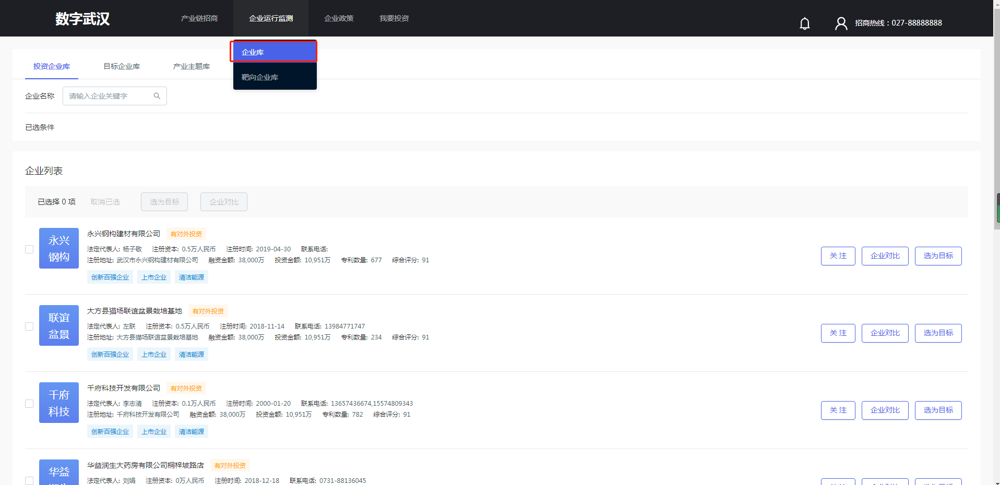 数字武汉
产业链招商 企业运行监测 企业政策 我要投资
招商热线：027-88888888
企业库
靶向企业库
投资企业库 目标企业库 产业主题库
企业名称 请输入企业关键字
已选条件
企业列表
已选择 0 项 取消已选 选为目标 企业对比
永兴
钢构
永兴钢构建材有限公司 有对外投资
法定代表人: 杨子敬 注册资本: 0.5万人民币 注册时间: 2019-04-30 联系电话:
注册地址: 武汉市永兴钢构建材有限公司 融资金额: 38,000万 投资金额: 10,951万 专利数量: 677 综合评分: 91
创新百强企业 上市企业 清洁能源
关 注 企业对比 选为目标
联谊
盆景
大方县猫场联谊盆景栽培基地 有对外投资
法定代表人: 左联 注册资本: 0.5万人民币 注册时间: 2018-11-14 联系电话: 13984771747
注册地址: 大方县猫场联谊盆景栽培基地 融资金额: 38,000万 投资金额: 10,951万 专利数量: 234 综合评分: 91
创新百强企业 上市企业 清洁能源
关 注 企业对比 选为目标
千府
科技
千府科技开发有限公司 有对外投资
法定代表人: 李志清 注册资本: 0.1万人民币 注册时间: 2000-01-20 联系电话: 13657436674,15574809343
注册地址: 千府科技开发有限公司 融资金额: 38,000万 投资金额: 10,951万 专利数量: 782 综合评分: 91
创新百强企业 上市企业 清洁能源
关 注 企业对比 选为目标
华益
华益润生大药房有限公司桐梓坡路店 有对外投资
法定代表人: 刘娟 注册资本: 0万人民币 注册时间: 2018-12-18 联系电话: 0731-88136045